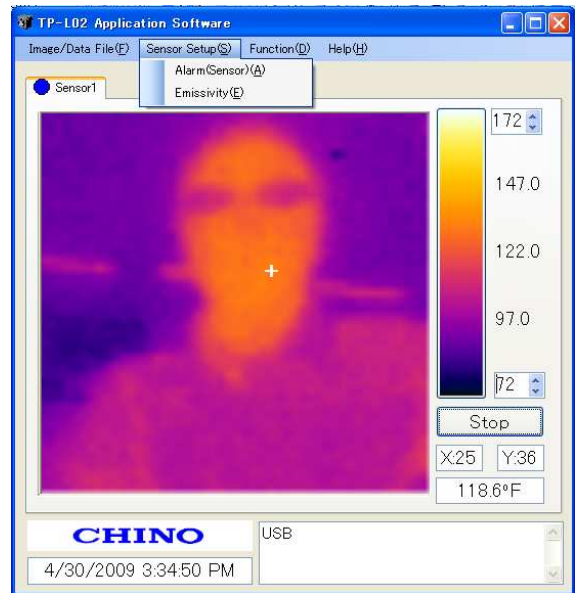 TP-L02 Application Software
Image/Data File(F) Sensor Setup(S) Function(D) Help(H)
Alarm(Sensor)(A)
Emissivity(E)
Sensor1
172
147.0
122.0
97.0
72
Stop
X:25 Y:36
118.6°F
CHINO
USB
4/30/2009 3:34:50 PM